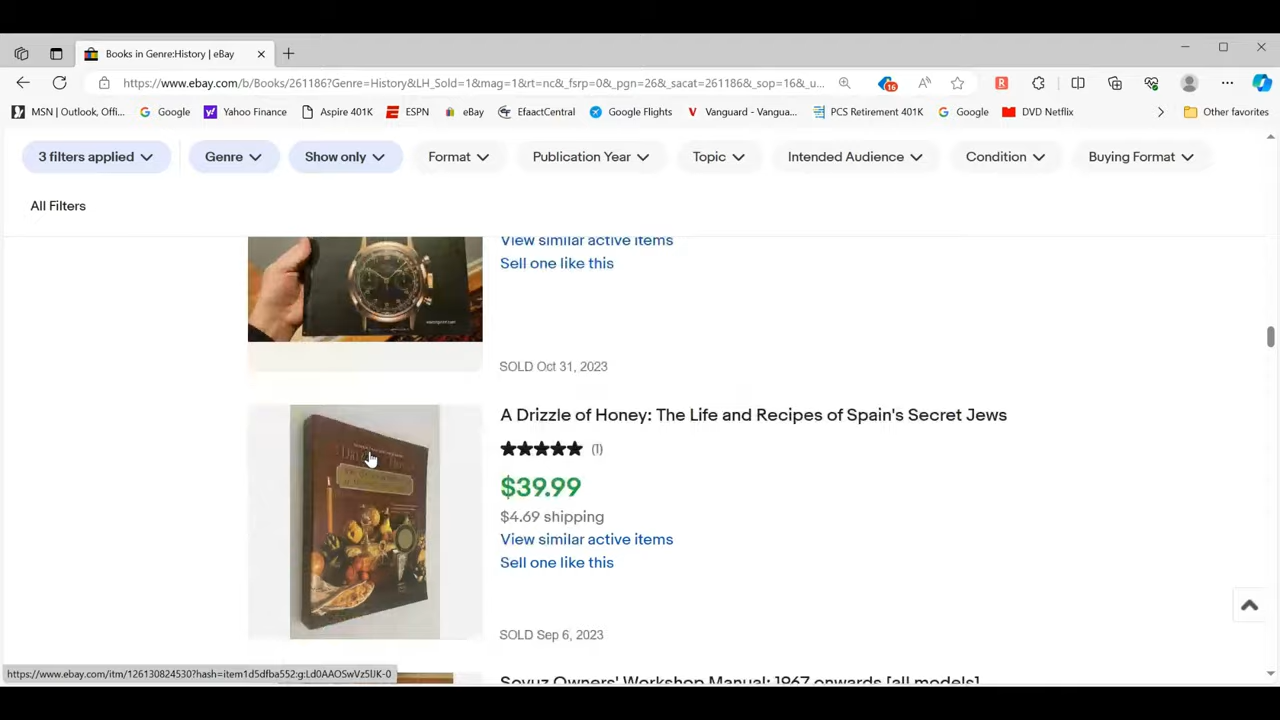 Books in Genre:History | eBay
https://www.ebay.com/b/Books/261186?Genre=History&LH_Sold=1&mag=1&rt=nc&_fsrp=0&_pgn=26&_sacat=261186&_sop=16&_u...
16
MSN | Outlook, Offi... Google Yahoo Finance Aspire 401K ESPN eBay EfaactCentral Google Flights Vanguard - Vangua... PCS Retirement 401K Google DVD Netflix Other favorites
3 filters applied Genre Show only Format Publication Year Topic Intended Audience Condition Buying Format
All Filters
View similar active items
Sell one like this
SOLD Oct 31, 2023
A Drizzle of Honey: The Life and Recipes of Spain's Secret Jews
(1)
$39.99
$4.69 shipping
View similar active items
Sell one like this
SOLD Sep 6, 2023
https://www.ebay.com/itm/126130824530?hash=item1d5dfba552:g:Ld0AAOSwVz5lJK-0
Soyuz Owners' Workshop Manual: 1967 onwards [all models]